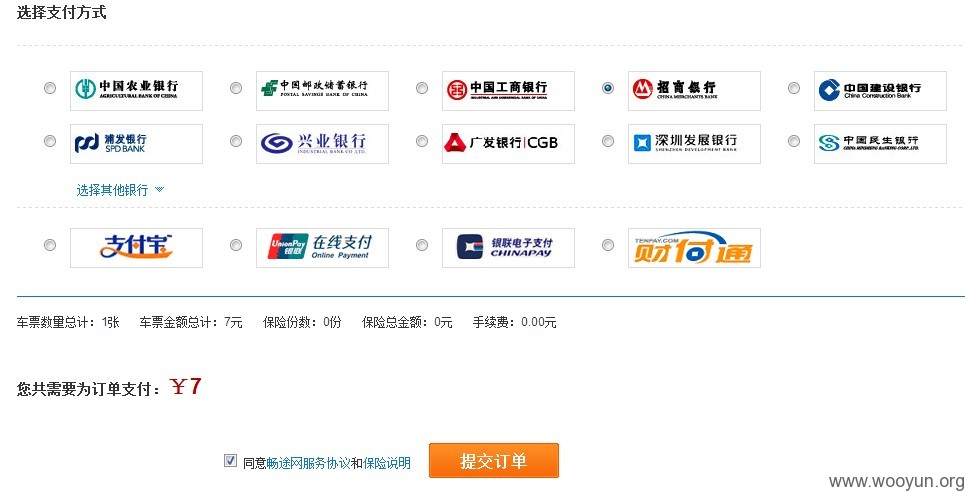 选择支付方式
中国农业银行 AGRICULTURAL BANK OF CHINA
中国邮政储蓄银行 POSTAL SAVINGS BANK OF CHINA
中国工商银行 INDUSTRIAL AND COMMERCIAL BANK OF CHINA
招商银行 CHINA MERCHANTS BANK
中国建设银行 China Construction Bank
浦发银行 SPD BANK
兴业银行 INDUSTRIAL BANK CO.,LTD.
广发银行|CGB
深圳发展银行 SHENZHEN DEVELOPMENT BANK
中国民生银行 CHINA MINSHENG BANKING CORP.,LTD.
选择其他银行
支付宝™
UnionPay 银联 在线支付 Online Payment
银联电子支付 CHINAPAY
TENPAY.COM 财付通
车票数量总计：1张 车票金额总计：7元 保险份数：0份 保险总金额：0元 手续费：0.00元
您共需要为订单支付：￥7
同意畅途网服务协议和保险说明 提交订单
www.wooyun.org